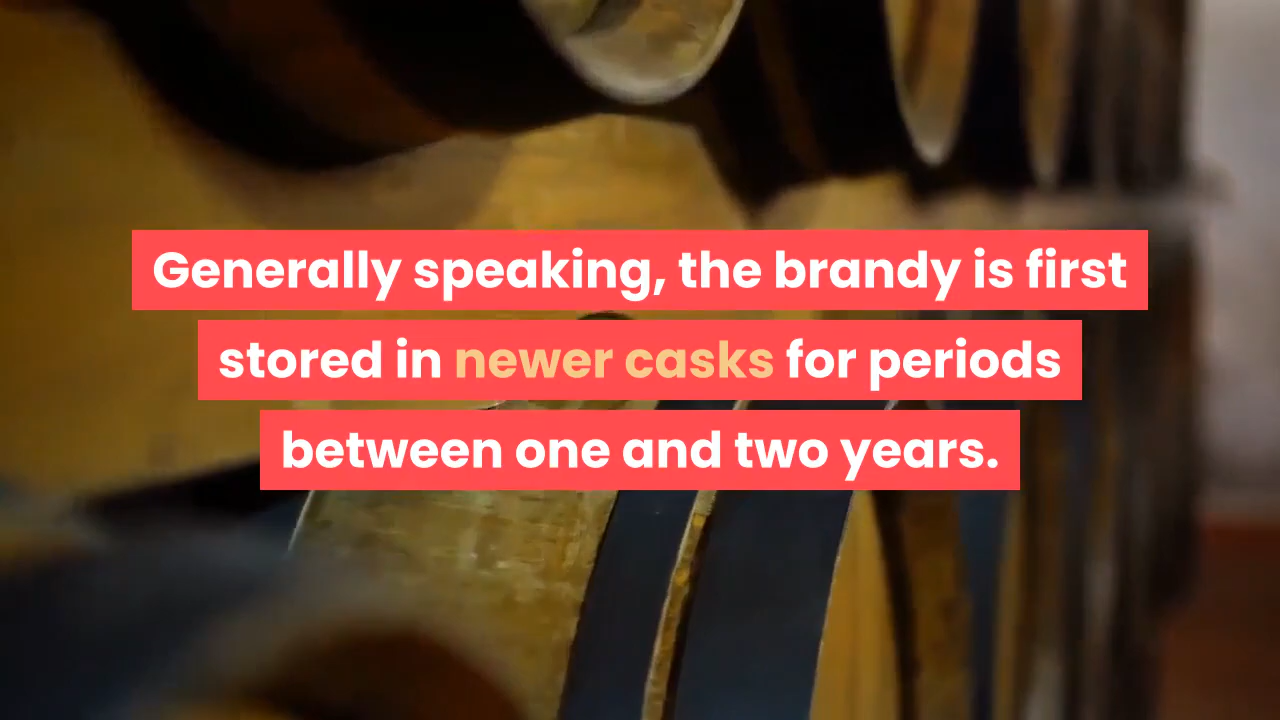 Generally speaking, the brandy is first
stored in newer casks for periods
between one and two years.